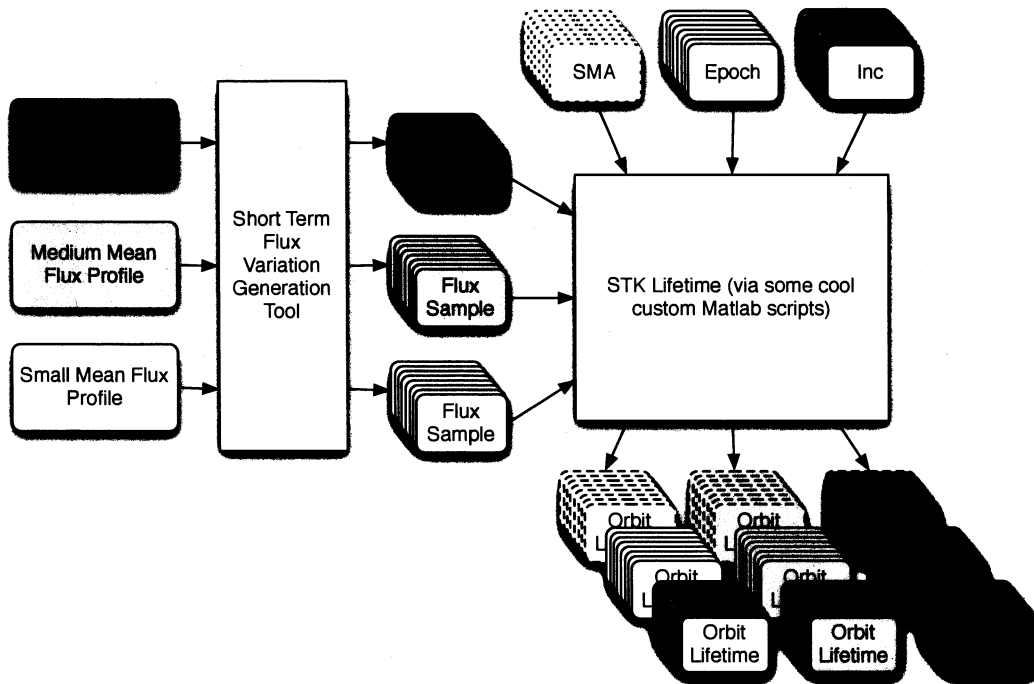 SMA
Epoch
Inc
Medium Mean
Flux Profile
Small Mean Flux
Profile
Short Term
Flux
Variation
Generation
Tool
Flux
Sample
Flux
Sample
STK Lifetime (via some cool
custom Matlab scripts)
Orbit
Orbit
Orbit
Orbit
Orbit
Lifetime
Orbit
Lifetime